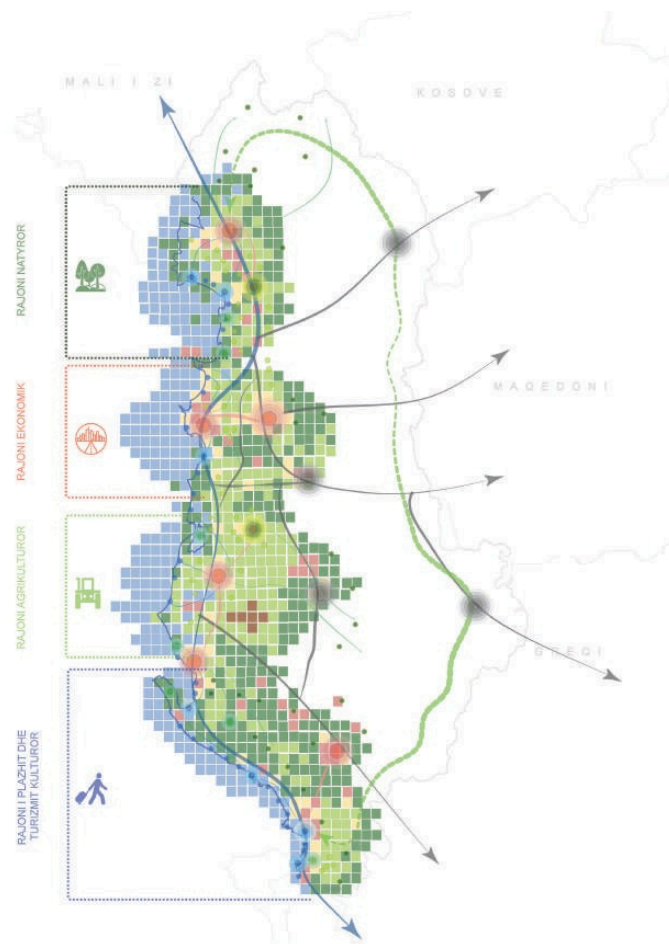 MALI I ZI
KOSOVE
RAJONI NATYROR
RAJONI EKONOMIK
MAQEDONI
RAJONI AGRIKULTUROR
GREQI
RAJONI I PLAZHIT DHE
TURIZMIT KULTUROR